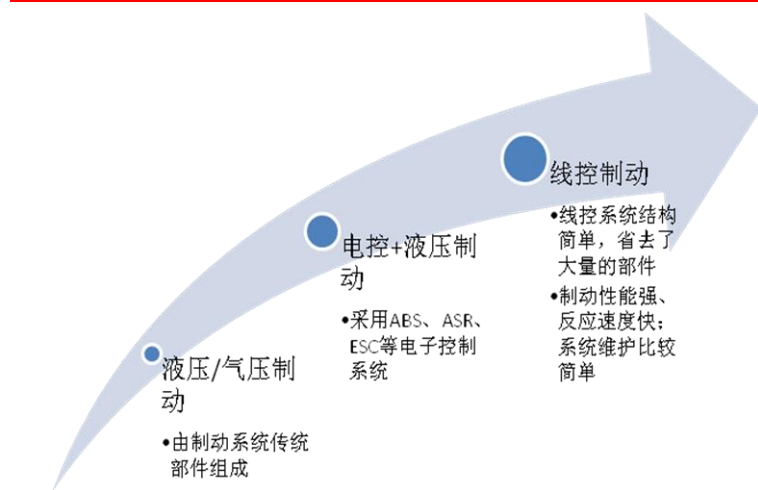 线控制动
•线控系统结构
简单，省去了
大量的部件
•制动性能强、
反应速度快；
系统维护比较
简单
电控+液压制
动
•采用ABS、ASR、
ESC等电子控制
系统
液压/气压制
动
•由制动系统传统
部件组成